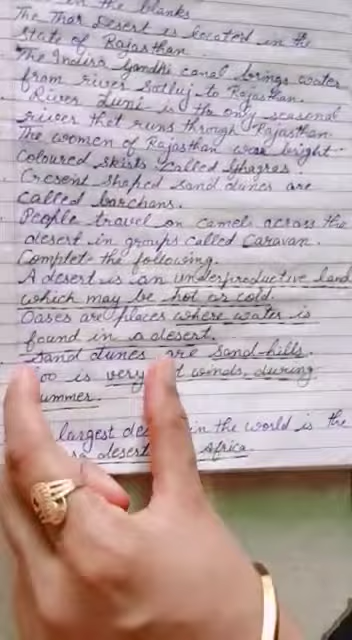 in the blanks
The Thar Desert is located in the
state of Rajasthan.
The Indira Gandhi canal brings water
from river Satluj to Rajasthan.
River Luni is the only seasonal
river that runs through Rajasthan.
The women of Rajasthan wear bright
coloured skirts called Ghagras.
Cresent shaped sand dunes are
called barchans.
People travel on camels across the
desert in groups called Caravan.
Complete the following.
A desert is an underproductive land
which may be hot or cold.
Oases are places where water is
found in a desert.
Sand dunes are sand-hills.
oo is very t winds during
ummer.
largest des in the world is the
desert Africa